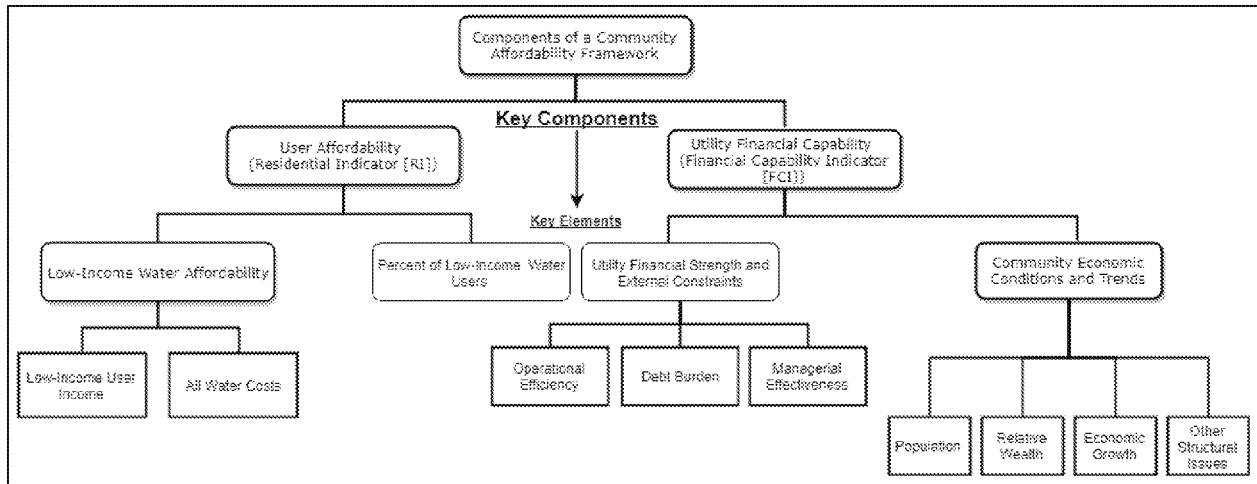 Components of a Community
Affordability Framework
Key Components
User Affordability
(Residential Indicator [RI])
Utility Financial Capability
(Financial Capability Indicator
[FCI])
Key Elements
Low-Income Water Affordability
Percent of Low-Income Water
Users
Utility Financial Strength and
External Constraints
Community Economic
Conditions and Trends
Low-Income User
Income
All Water Costs
Operational
Efficiency
Debt Burden
Managerial
Effectiveness
Population
Relative
Wealth
Economic
Growth
Other
Structural
Issues